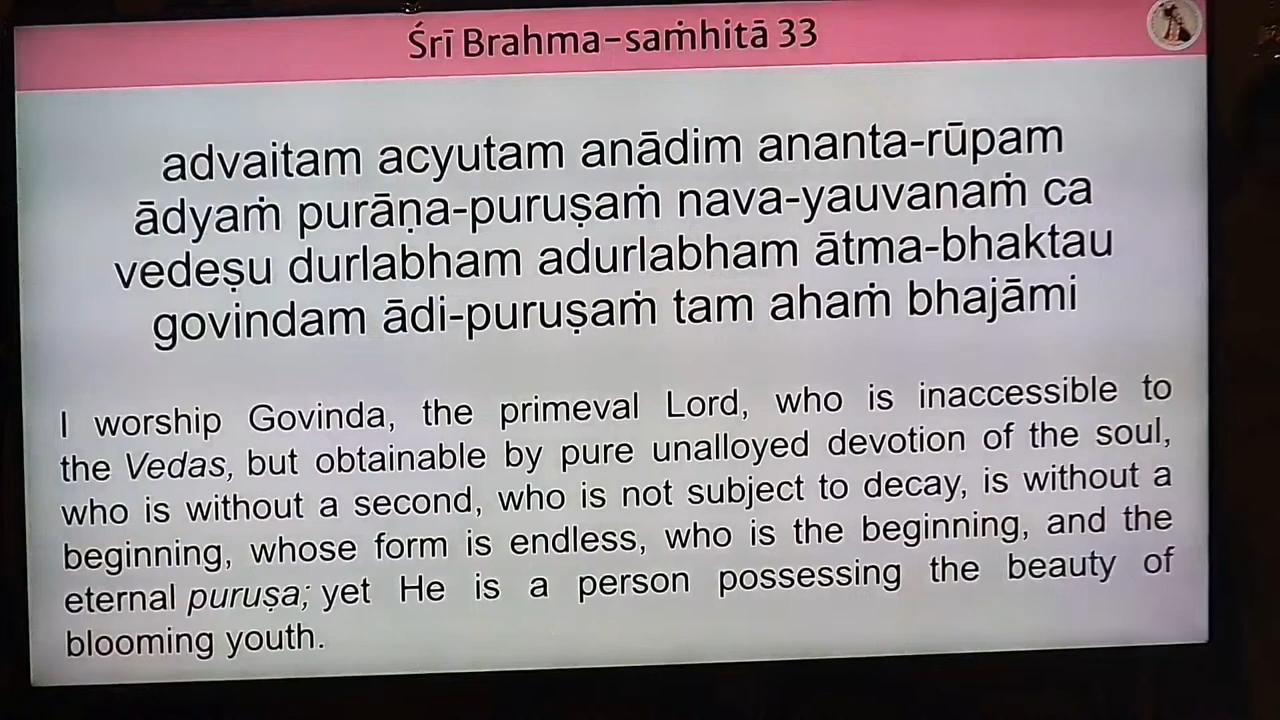 Śrī Brahma-saṁhitā 33
advaitam acyutam anādim ananta-rūpam
ādyaṁ purāṇa-puruṣaṁ nava-yauvanaṁ ca
vedeṣu durlabham adurlabham ātma-bhaktau
govindam ādi-puruṣaṁ tam ahaṁ bhajāmi
I worship Govinda, the primeval Lord, who is inaccessible to
the Vedas, but obtainable by pure unalloyed devotion of the soul,
who is without a second, who is not subject to decay, is without a
beginning, whose form is endless, who is the beginning, and the
eternal puruṣa; yet He is a person possessing the beauty of
blooming youth.